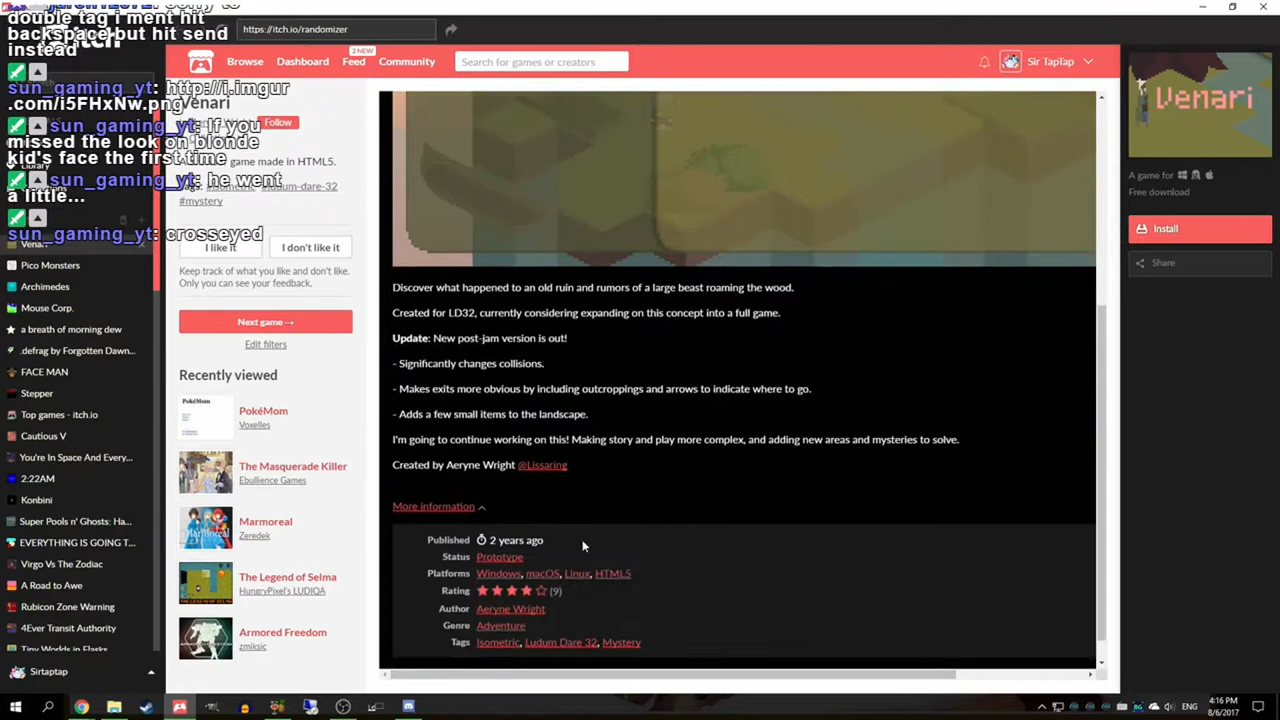 double tag i ment hit
backspace but hit send
instead
sun_gaming_yt: http://i.imgur
.com/i5FHxNw.png
sun_gaming_yt: If you
missed the look on blonde
kid's face the first time
sun_gaming_yt: he went
a little...
sun_gaming_yt: crosseyed
https://itch.io/randomizer
Browse Dashboard Feed Community
2 NEW
Search for games or creators
Sir TapTap
Venari
Follow
game made in HTML5.
#isometric #ludum-dare-32
#mystery
I like it
I don't like it
Keep track of what you like and don't like.
Only you can see your feedback.
Next game →
Edit filters
Recently viewed
PokéMom
PokéMom
Voxelles
The Masquerade Killer
Ebullience Games
Marmoreal
Zeredek
The Legend of Selma
HungryPixel's LUDIQA
Armored Freedom
zmiksic
Library
Venari
Pico Monsters
Archimedes
Mouse Corp.
a breath of morning dew
.defrag by Forgotten Dawn...
FACE MAN
Stepper
Top games - itch.io
Cautious V
You're In Space And Every...
2:22AM
Konbini
Super Pools n' Ghosts: Ha...
EVERYTHING IS GOING T...
Virgo Vs The Zodiac
A Road to Awe
Rubicon Zone Warning
4Ever Transit Authority
Tiny Worlds in Flasks
Sirtaptap
Discover what happened to an old ruin and rumors of a large beast roaming the wood.
Created for LD32, currently considering expanding on this concept into a full game.
Update: New post-jam version is out!
- Significantly changes collisions.
- Makes exits more obvious by including outcroppings and arrows to indicate where to go.
- Adds a few small items to the landscape.
I'm going to continue working on this! Making story and play more complex, and adding new areas and mysteries to solve.
Created by Aeryne Wright @Lissaring
More information
Published 2 years ago
Status Prototype
Platforms Windows, macOS, Linux, HTML5
Rating (9)
Author Aeryne Wright
Genre Adventure
Tags Isometric, Ludum Dare 32, Mystery
Venari
A game for
Free download
Install
Share
ENG
4:16 PM
8/6/2017